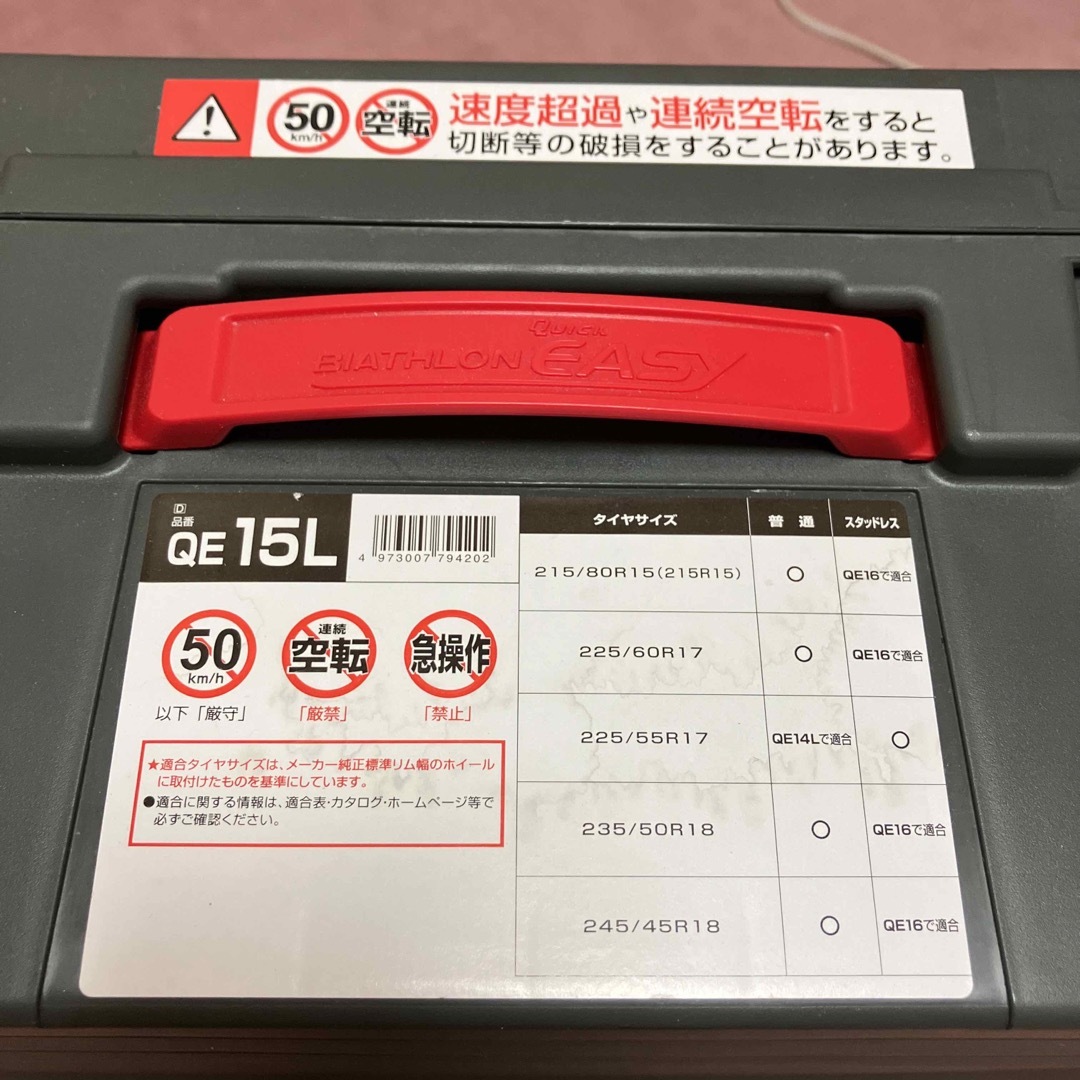 50
km/h
連続
空転
速度超過や連続空転をすると
切断等の破損をすることがあります。
QUICK
BIATHLON EASY
D
品番
QE 15L
4 973007 794202
50
km/h
以下「厳守」
連続
空転
「厳禁」
急操作
「禁止」
★適合タイヤサイズは、メーカー純正標準リム幅のホイール
に取付けたものを基準にしています。
●適合に関する情報は、適合表・カタログ・ホームページ等で
必ずご確認ください。
タイヤサイズ 普通 スタッドレス
215/80R15(215R15) ○ QE16で適合
225/60R17 ○ QE16で適合
225/55R17 QE14Lで適合 ○
235/50R18 ○ QE16で適合
245/45R18 ○ QE16で適合